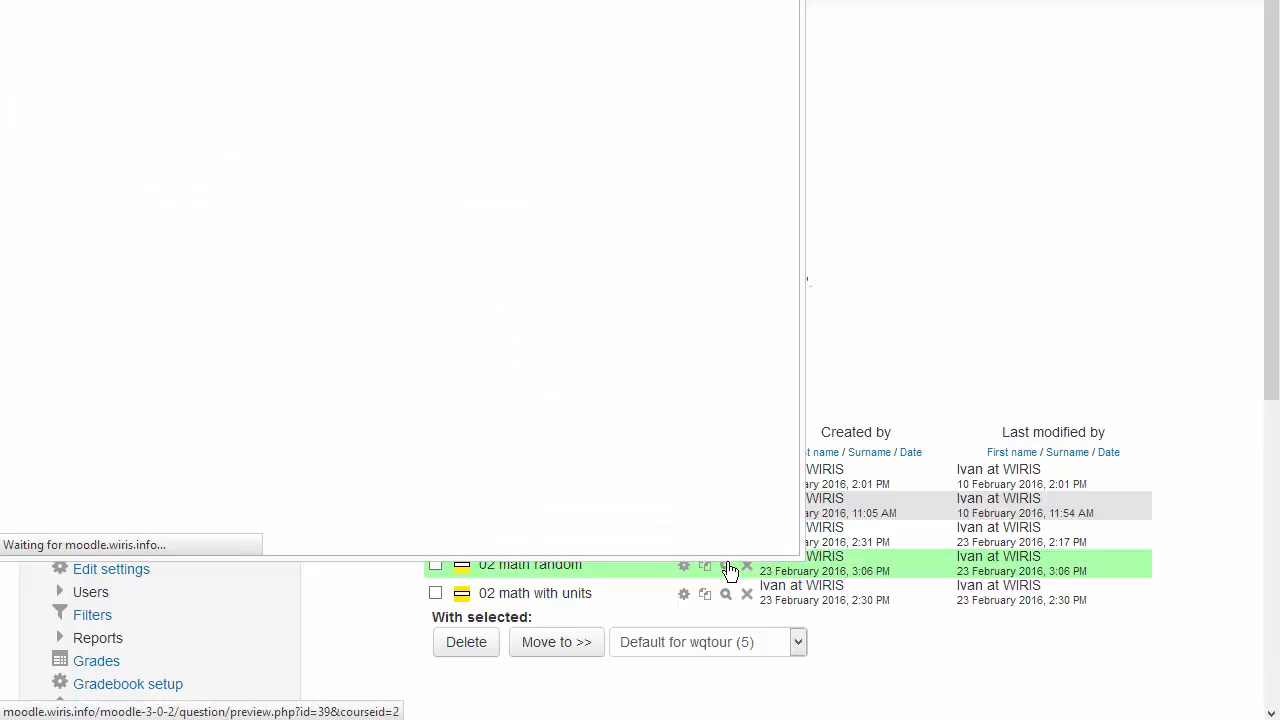 Created by Last modified by
t name / Surname / Date First name / Surname / Date
WIRIS Ivan at WIRIS
ary 2016, 2:01 PM 10 February 2016, 2:01 PM
WIRIS Ivan at WIRIS
ary 2016, 11:05 AM 10 February 2016, 11:54 AM
WIRIS Ivan at WIRIS
ary 2016, 2:31 PM 23 February 2016, 2:17 PM
WIRIS Ivan at WIRIS
Waiting for moodle.wiris.info...
02 math random 23 February 2016, 3:06 PM 23 February 2016, 3:06 PM
Edit settings
Users 02 math with units Ivan at WIRIS Ivan at WIRIS
23 February 2016, 2:30 PM 23 February 2016, 2:30 PM
Filters With selected:
Reports Delete Move to >> Default for wqtour (5)
Grades
Gradebook setup
moodle.wiris.info/moodle-3-0-2/question/preview.php?id=39&courseid=2